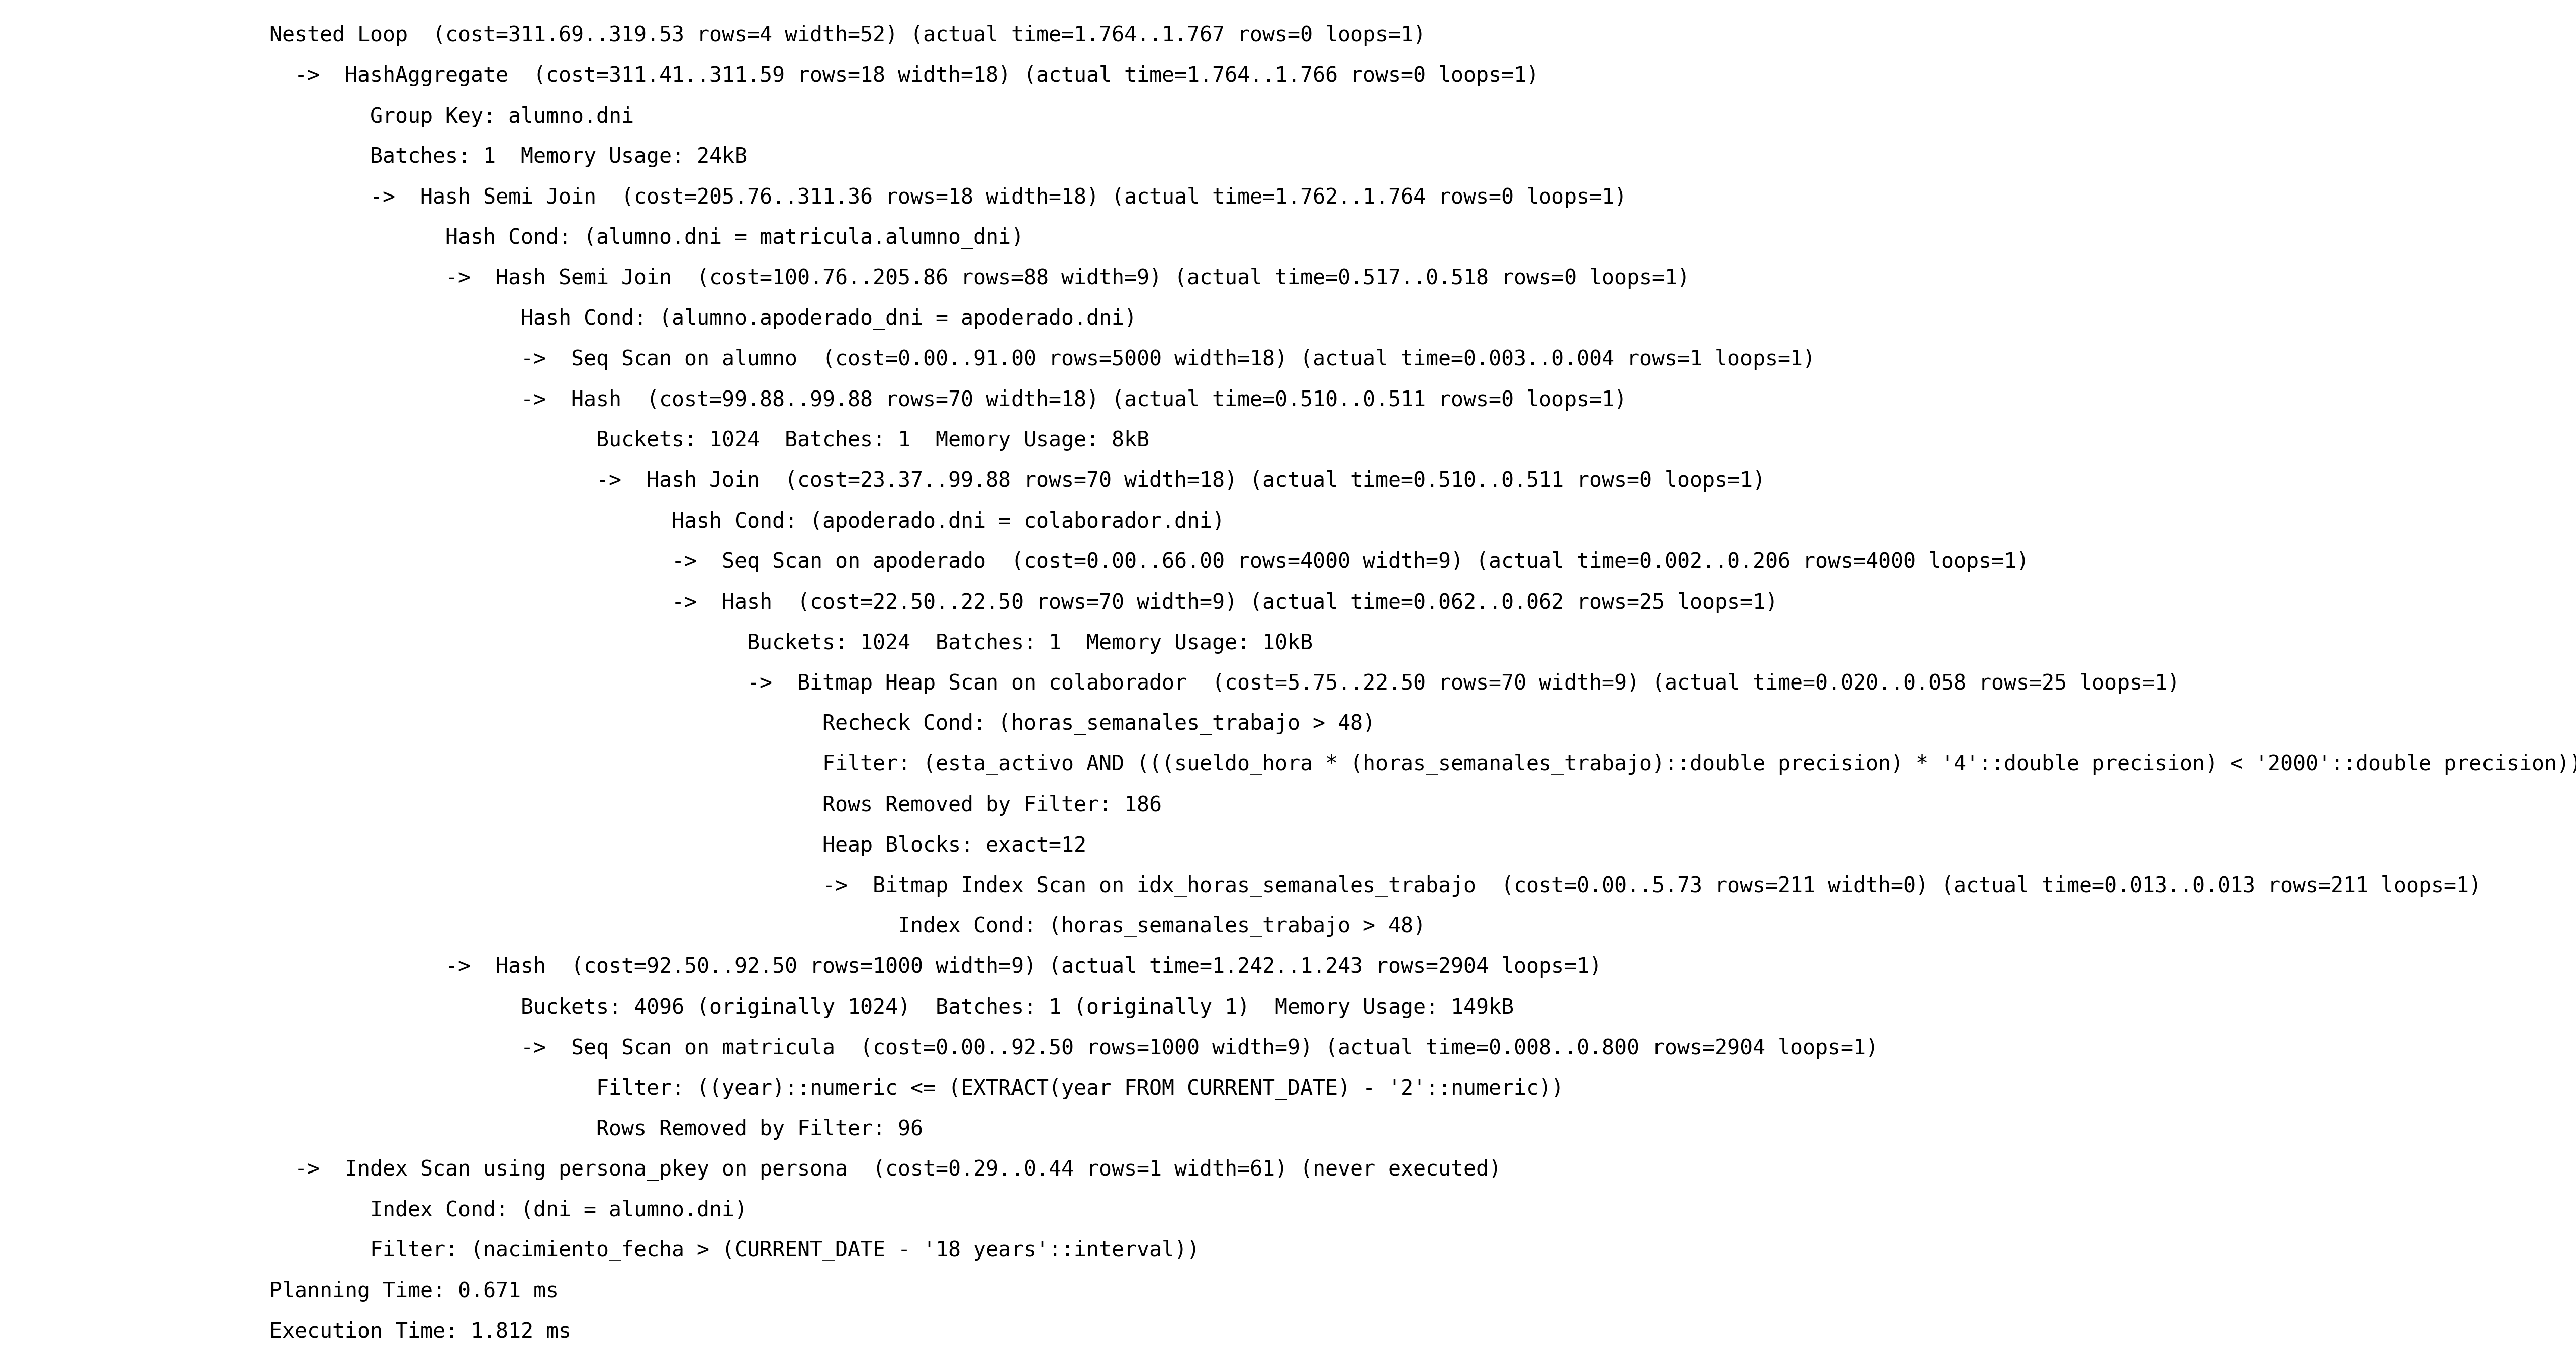 Nested Loop  (cost=311.69..319.53 rows=4 width=52) (actual time=1.764..1.767 rows=0 loops=1)
  ->  HashAggregate  (cost=311.41..311.59 rows=18 width=18) (actual time=1.764..1.766 rows=0 loops=1)
        Group Key: alumno.dni
        Batches: 1  Memory Usage: 24kB
        ->  Hash Semi Join  (cost=205.76..311.36 rows=18 width=18) (actual time=1.762..1.764 rows=0 loops=1)
              Hash Cond: (alumno.dni = matricula.alumno_dni)
              ->  Hash Semi Join  (cost=100.76..205.86 rows=88 width=9) (actual time=0.517..0.518 rows=0 loops=1)
                    Hash Cond: (alumno.apoderado_dni = apoderado.dni)
                    ->  Seq Scan on alumno  (cost=0.00..91.00 rows=5000 width=18) (actual time=0.003..0.004 rows=1 loops=1)
                    ->  Hash  (cost=99.88..99.88 rows=70 width=18) (actual time=0.510..0.511 rows=0 loops=1)
                          Buckets: 1024  Batches: 1  Memory Usage: 8kB
                          ->  Hash Join  (cost=23.37..99.88 rows=70 width=18) (actual time=0.510..0.511 rows=0 loops=1)
                                Hash Cond: (apoderado.dni = colaborador.dni)
                                ->  Seq Scan on apoderado  (cost=0.00..66.00 rows=4000 width=9) (actual time=0.002..0.206 rows=4000 loops=1)
                                ->  Hash  (cost=22.50..22.50 rows=70 width=9) (actual time=0.062..0.062 rows=25 loops=1)
                                      Buckets: 1024  Batches: 1  Memory Usage: 10kB
                                      ->  Bitmap Heap Scan on colaborador  (cost=5.75..22.50 rows=70 width=9) (actual time=0.020..0.058 rows=25 loops=1)
                                            Recheck Cond: (horas_semanales_trabajo > 48)
                                            Filter: (esta_activo AND (((sueldo_hora * (horas_semanales_trabajo)::double precision) * '4'::double precision) < '2000'::double precision))
                                            Rows Removed by Filter: 186
                                            Heap Blocks: exact=12
                                            ->  Bitmap Index Scan on idx_horas_semanales_trabajo  (cost=0.00..5.73 rows=211 width=0) (actual time=0.013..0.013 rows=211 loops=1)
                                                  Index Cond: (horas_semanales_trabajo > 48)
              ->  Hash  (cost=92.50..92.50 rows=1000 width=9) (actual time=1.242..1.243 rows=2904 loops=1)
                    Buckets: 4096 (originally 1024)  Batches: 1 (originally 1)  Memory Usage: 149kB
                    ->  Seq Scan on matricula  (cost=0.00..92.50 rows=1000 width=9) (actual time=0.008..0.800 rows=2904 loops=1)
                          Filter: ((year)::numeric <= (EXTRACT(year FROM CURRENT_DATE) - '2'::numeric))
                          Rows Removed by Filter: 96
  ->  Index Scan using persona_pkey on persona  (cost=0.29..0.44 rows=1 width=61) (never executed)
        Index Cond: (dni = alumno.dni)
        Filter: (nacimiento_fecha > (CURRENT_DATE - '18 years'::interval))
Planning Time: 0.671 ms
Execution Time: 1.812 ms